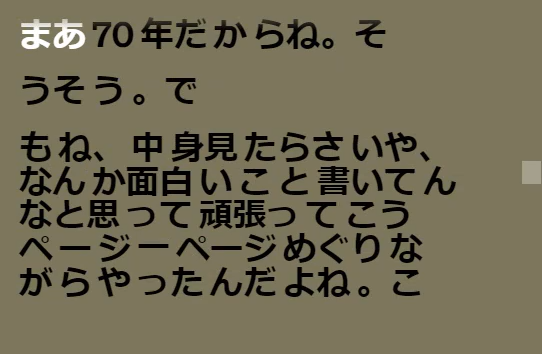 まあ70年だからね。そ
うそう。で
もね、中身見たらさいや、
なんか面白いこと書いてん
なと思って頑張ってこう
ページーページめぐりな
がらやったんだよね。こ